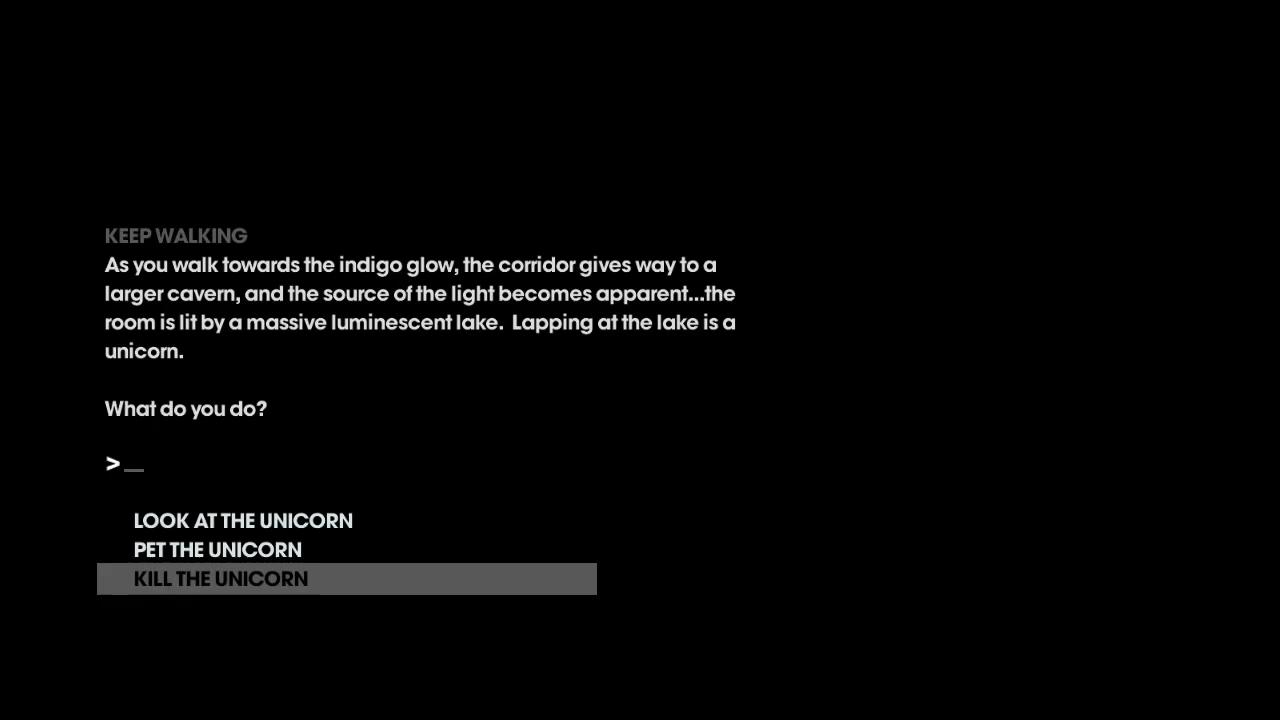 KEEP WALKING
As you walk towards the indigo glow, the corridor gives way to a
larger cavern, and the source of the light becomes apparent...the
room is lit by a massive luminescent lake.  Lapping at the lake is a
unicorn.
What do you do?
>__
LOOK AT THE UNICORN
PET THE UNICORN
KILL THE UNICORN